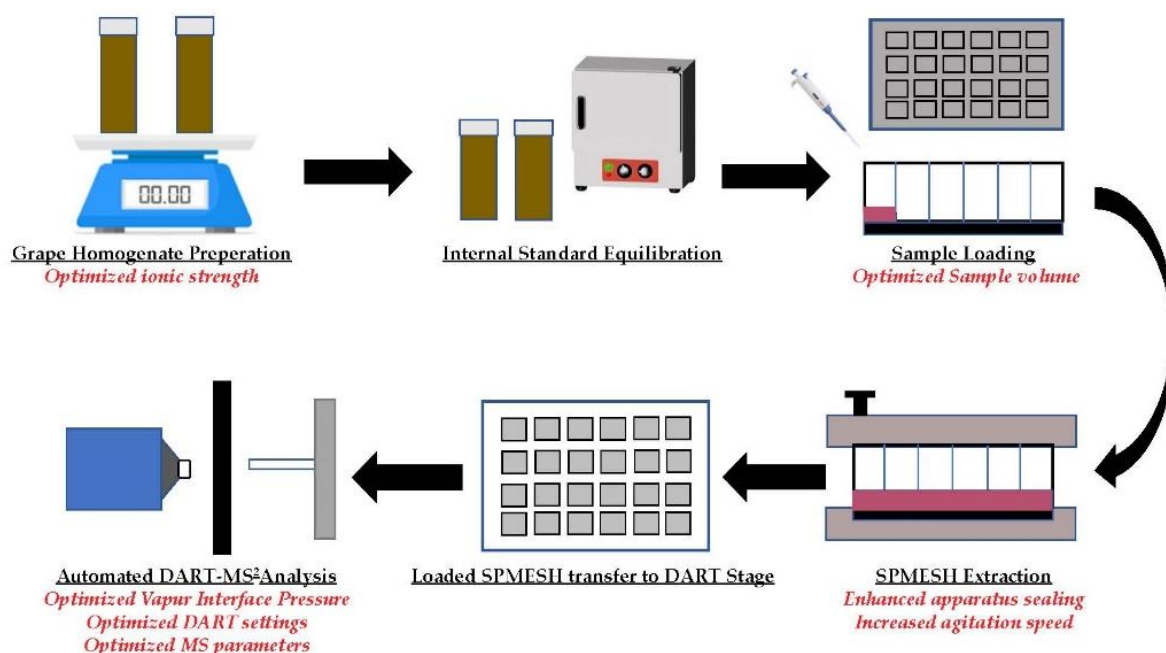 00.00
Grape Homogenate Preperation
Optimized ionic strength
Internal Standard Equilibration
Sample Loading
Optimized Sample volume
Automated DART-MS²Analysis
Optimized Vapur Interface Pressure
Optimized DART settings
Optimized MS parameters
Loaded SPMESH transfer to DART Stage
SPMESH Extraction
Enhanced apparatus sealing
Increased agitation speed